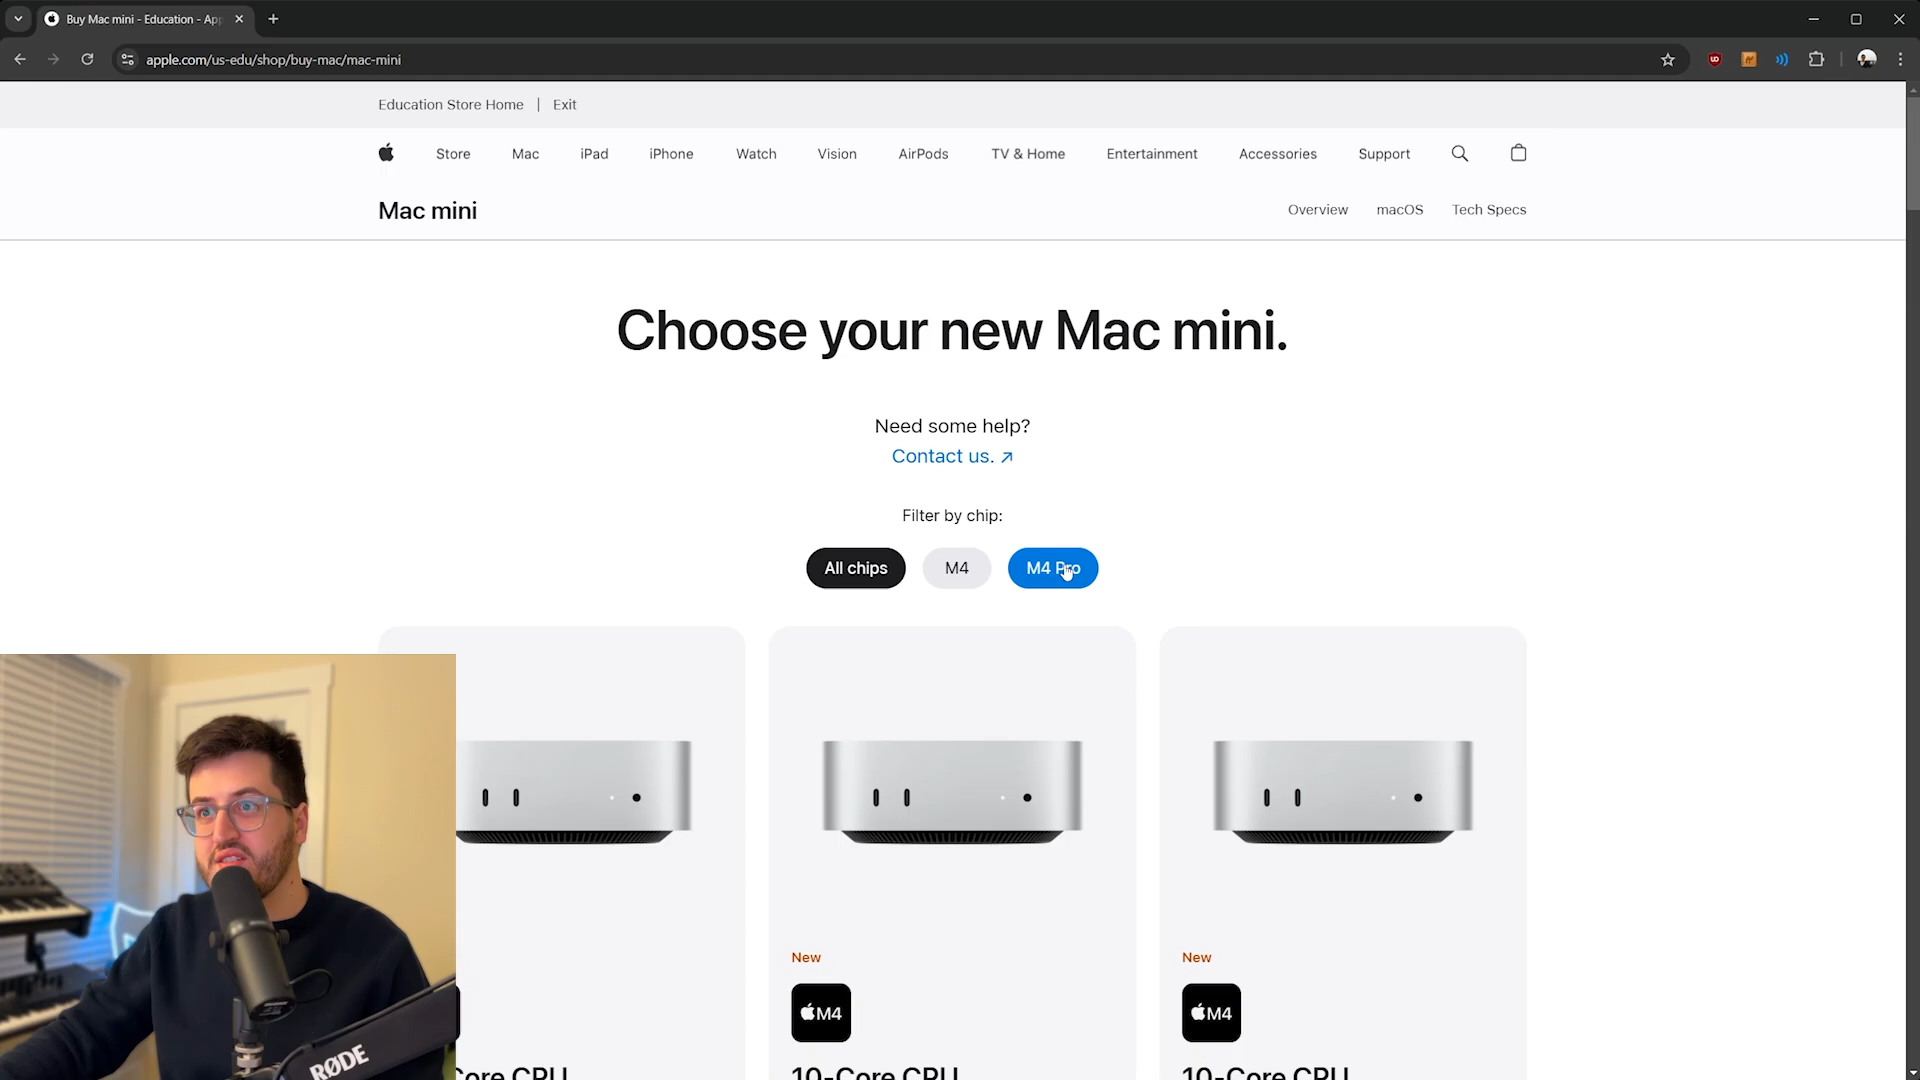 Buy Mac mini - Education - App
apple.com/us-edu/shop/buy-mac/mac-mini
Education Store Home | Exit
Store Mac iPad iPhone Watch Vision AirPods TV & Home Entertainment Accessories Support
Mac mini
Overview macOS Tech Specs
Choose your new Mac mini.
Need some help?
Contact us. ↗
Filter by chip:
All chips M4 M4 Pro
New New
M4 M4
Core CPU 10-Core CPU 10-Core CPU
RØDE